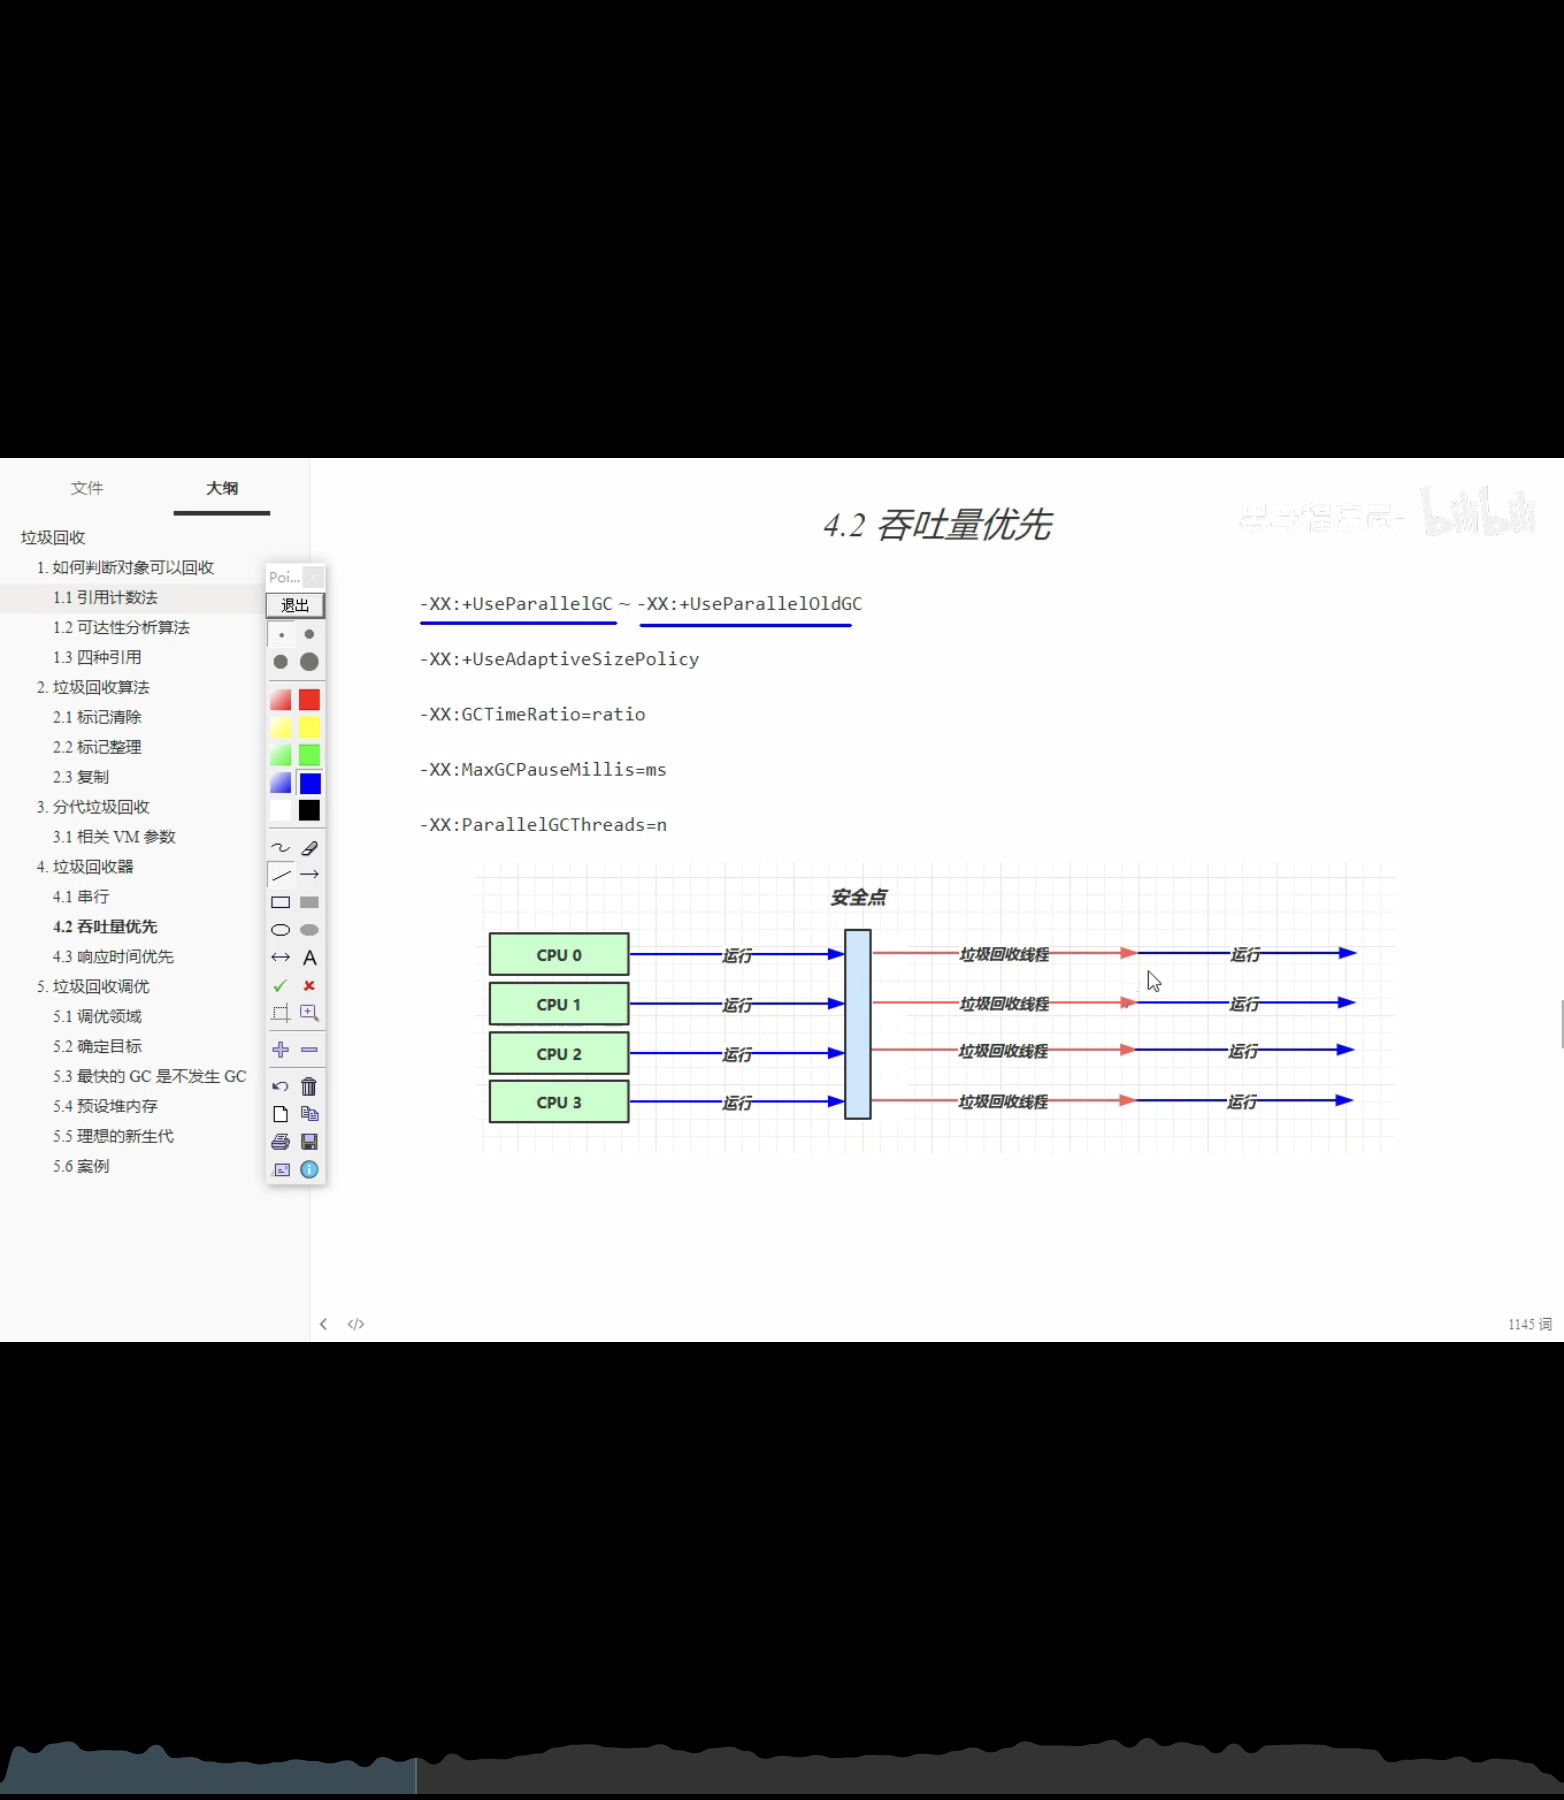 文件 大纲
垃圾回收
1. 如何判断对象可以回收
1.1 引用计数法
1.2 可达性分析算法
1.3 四种引用
2. 垃圾回收算法
2.1 标记清除
2.2 标记整理
2.3 复制
3. 分代垃圾回收
3.1 相关 VM 参数
4. 垃圾回收器
4.1 串行
4.2 吞吐量优先
4.3 响应时间优先
5. 垃圾回收调优
5.1 调优领域
5.2 确定目标
5.3 最快的 GC 是不发生 GC
5.4 预设堆内存
5.5 理想的新生代
5.6 案例
Poi...
退出
A
4.2 吞吐量优先
黑马程序员- bilibili
-XX:+UseParallelGC ~ -XX:+UseParallelOldGC
-XX:+UseAdaptiveSizePolicy
-XX:GCTimeRatio=ratio
-XX:MaxGCPauseMillis=ms
-XX:ParallelGCThreads=n
安全点
CPU 0 运行 垃圾回收线程 运行
CPU 1 运行 垃圾回收线程 运行
CPU 2 运行 垃圾回收线程 运行
CPU 3 运行 垃圾回收线程 运行
1145 词